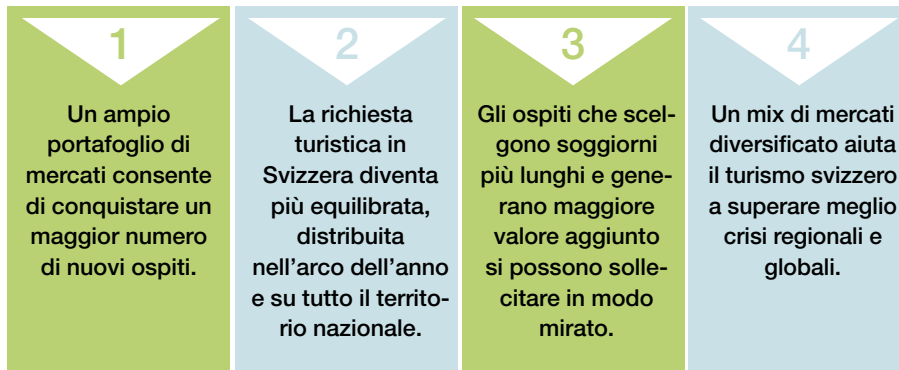 1
Un ampio
portafoglio di
mercati consente
di conquistare un
maggior numero
di nuovi ospiti.
2
La richiesta
turistica in
Svizzera diventa
più equilibrata,
distribuita
nell’arco dell’anno
e su tutto il territo-
rio nazionale.
3
Gli ospiti che scel-
gono soggiorni
più lunghi e gene-
rano maggiore
valore aggiunto
si possono solle-
citare in modo
mirato.
4
Un mix di mercati
diversificato aiuta
il turismo svizzero
a superare meglio
crisi regionali e
globali.